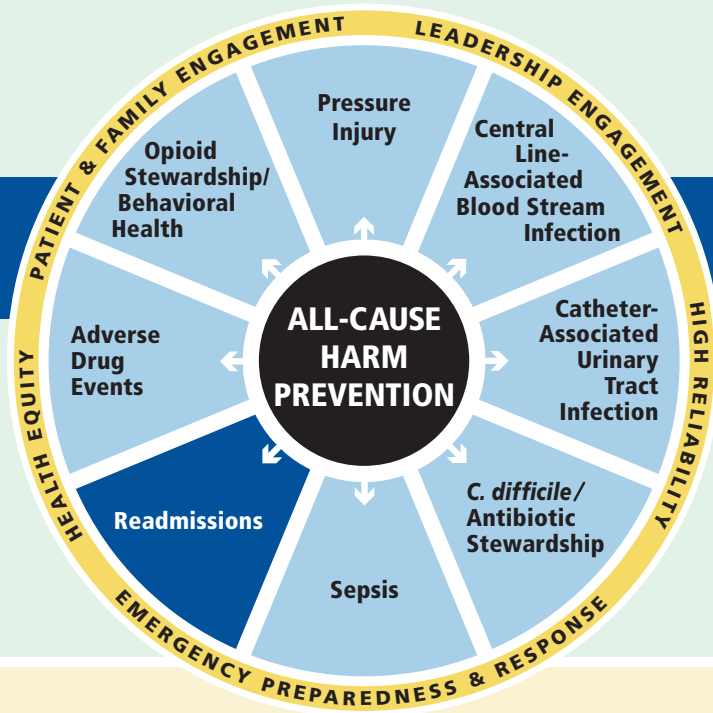 PATIENT & FAMILY ENGAGEMENT
LEADERSHIP ENGAGEMENT
HIGH RELIABILITY
EMERGENCY PREPAREDNESS & RESPONSE
HEALTH EQUITY
Pressure
Injury
Central
Line-
Associated
Blood Stream
Infection
Catheter-
Associated
Urinary
Tract
Infection
C. difficile/
Antibiotic
Stewardship
Sepsis
Readmissions
Adverse
Drug
Events
Opioid
Stewardship/
Behavioral
Health
ALL-CAUSE
HARM
PREVENTION